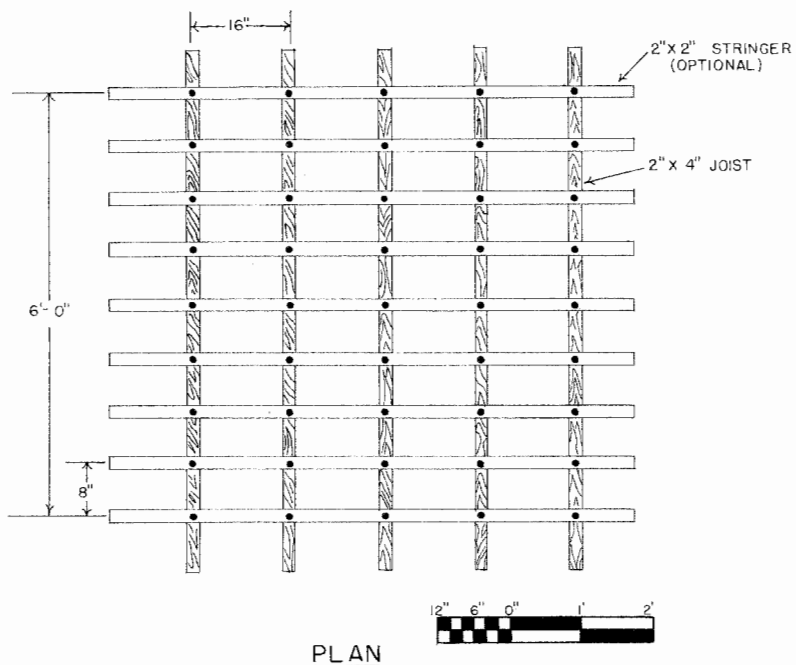 16"
2" X 2" STRINGER
(OPTIONAL)
2" X 4" JOIST
6'-0"
8"
12" 6" 0" 1' 2'
PLAN